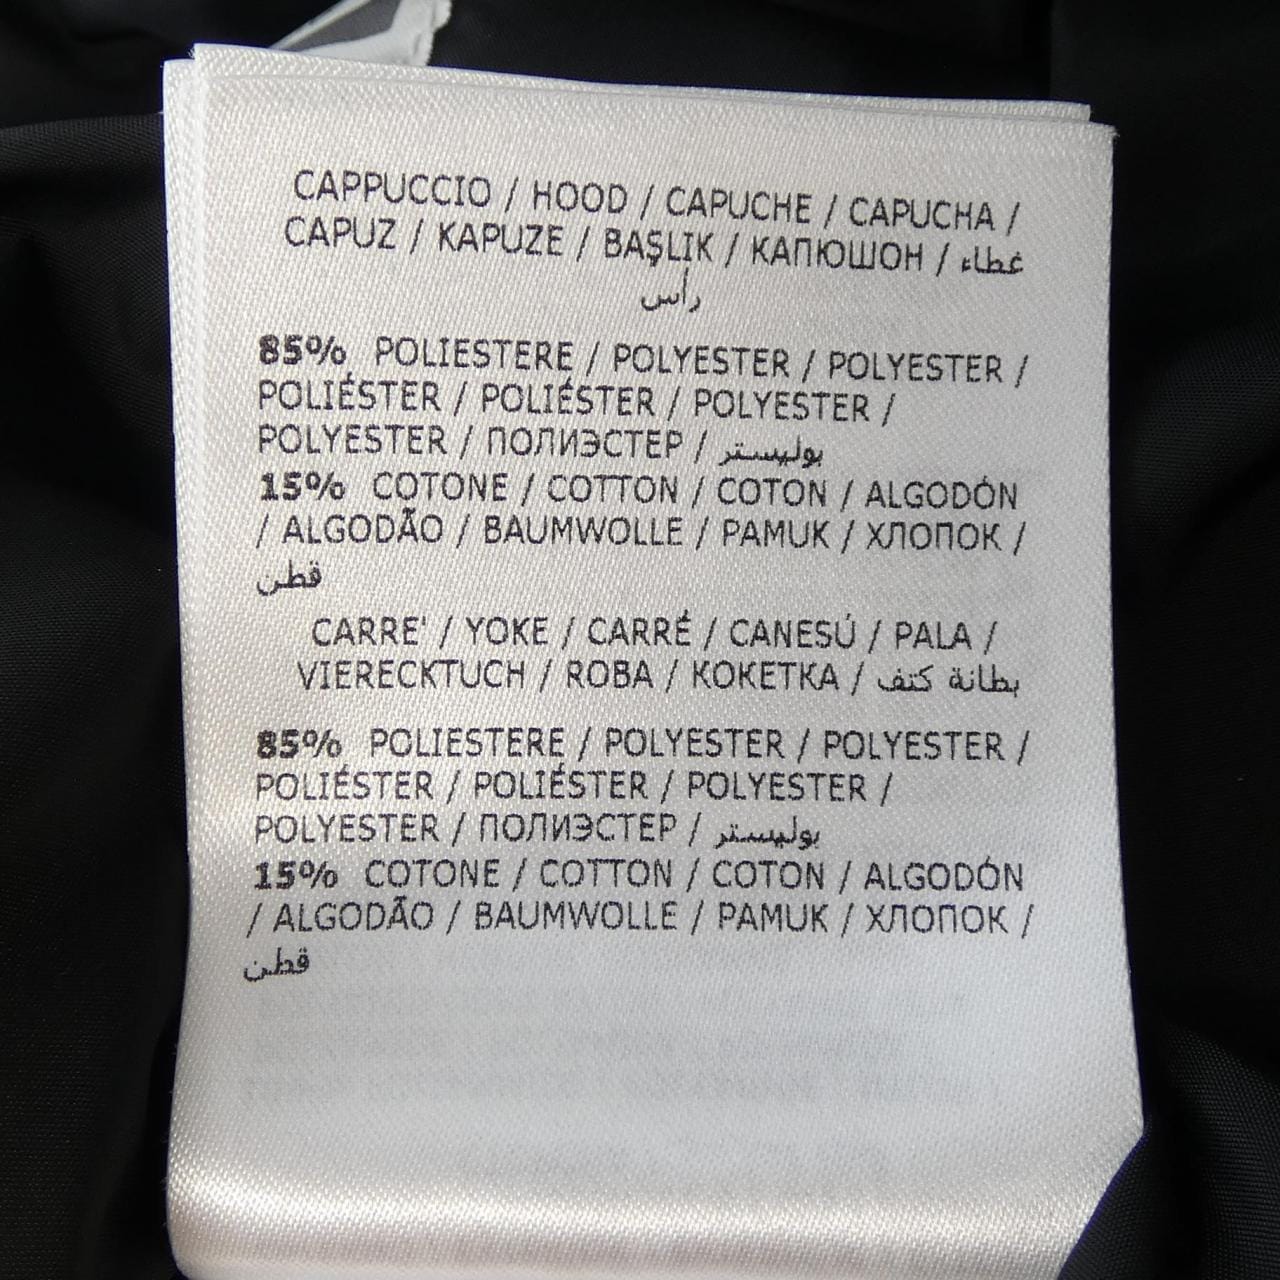 CAPPUCCIO / HOOD / CAPUCHE / CAPUCHA /
CAPUZ / KAPUZE / BAŞLIK / КАПЮШОН / غطاء
رأس
85% POLIESTERE / POLYESTER / POLYESTER /
POLIÉSTER / POLIÉSTER / POLYESTER /
POLYESTER / ПОЛИЭСТЕР / بوليستر
15% COTONE / COTTON / COTON / ALGODÓN
/ ALGODÃO / BAUMWOLLE / PAMUK / ХЛОПОК /
قطن
CARRE' / YOKE / CARRÉ / CANESÚ / PALA /
VIERECKTUCH / ROBA / КОКЕТКА / بطانة كتف
85% POLIESTERE / POLYESTER / POLYESTER /
POLIÉSTER / POLIÉSTER / POLYESTER /
POLYESTER / ПОЛИЭСТЕР / بوليستر
15% COTONE / COTTON / COTON / ALGODÓN
/ ALGODÃO / BAUMWOLLE / PAMUK / ХЛОПОК /
قطن